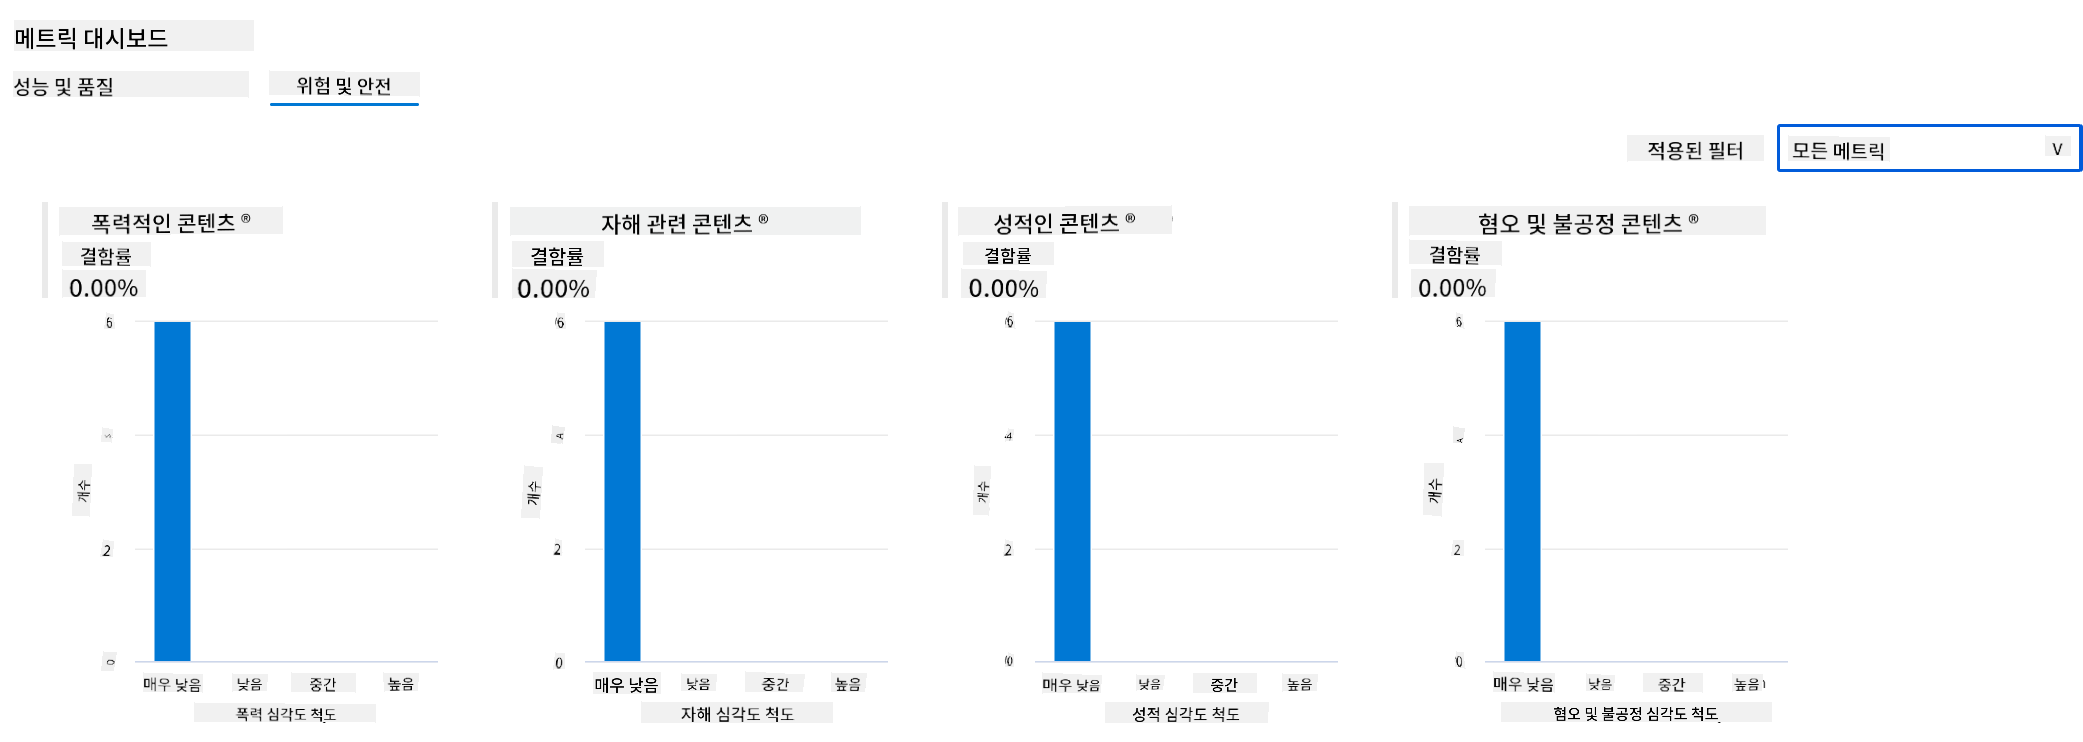 메트릭 대시보드
성능 및 품질 위험 및 안전
적용된 필터 모든 메트릭 V
폭력적인 콘텐츠 ® 자해 관련 콘텐츠 ® 성적인 콘텐츠 ® 혐오 및 불공정 콘텐츠 ®
결함률 결함률 결함률 결함률
0.00% 0.00% 0.00% 0.00%
6 6 6 6
4
개수 개수 개수 개수
2 2 2 2
0 0 0 0
매우 낮음 낮음 중간 높음 매우 낮음 낮음 중간 높음 매우 낮음 낮음 중간 높음 매우 낮음 낮음 중간 높음
폭력 심각도 척도 자해 심각도 척도 성적 심각도 척도 혐오 및 불공정 심각도 척도